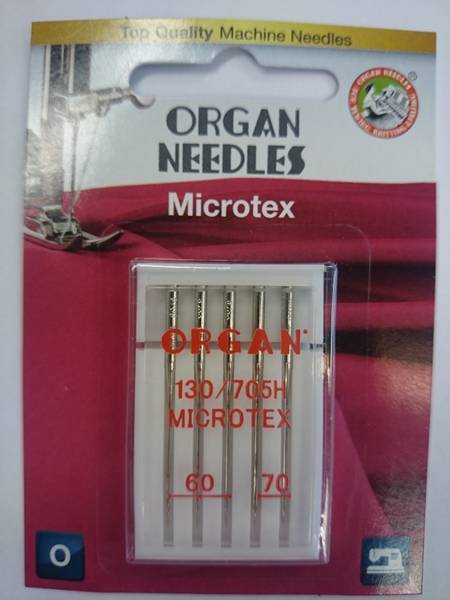 Top Quality Machine Needles
ORGAN
NEEDLES
®
Microtex
ORGAN
130/705H
MICROTEX
60 70
O